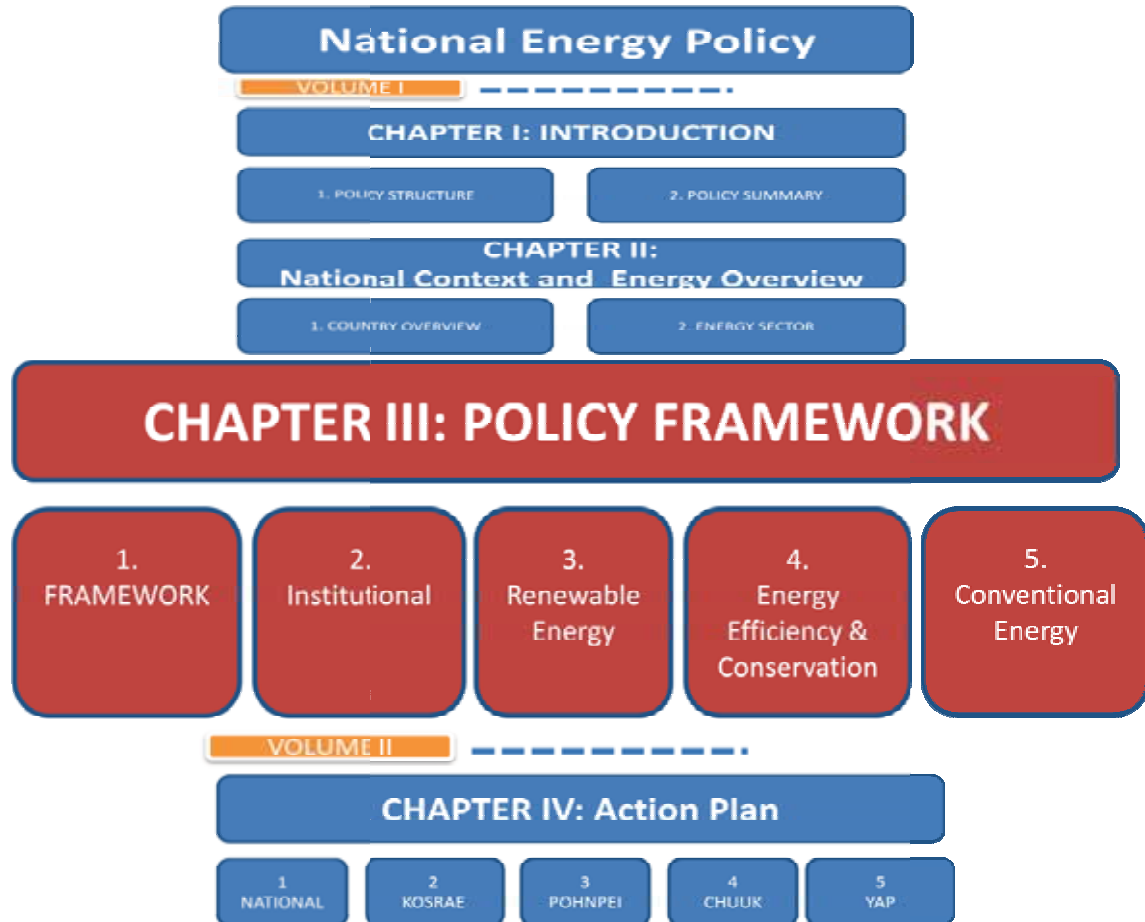 National Energy Policy
VOLUME I
CHAPTER I: INTRODUCTION
1. POLICY STRUCTURE
2. POLICY SUMMARY
CHAPTER II:
National Context and Energy Overview
1. COUNTRY OVERVIEW
2. ENERGY SECTOR
CHAPTER III: POLICY FRAMEWORK
1.
FRAMEWORK
2.
Institutional
3.
Renewable
Energy
4.
Energy
Efficiency &
Conservation
5.
Conventional
Energy
VOLUME II
CHAPTER IV: Action Plan
1
NATIONAL
2
KOSRAE
3
POHNPEI
4
CHUUK
5
YAP